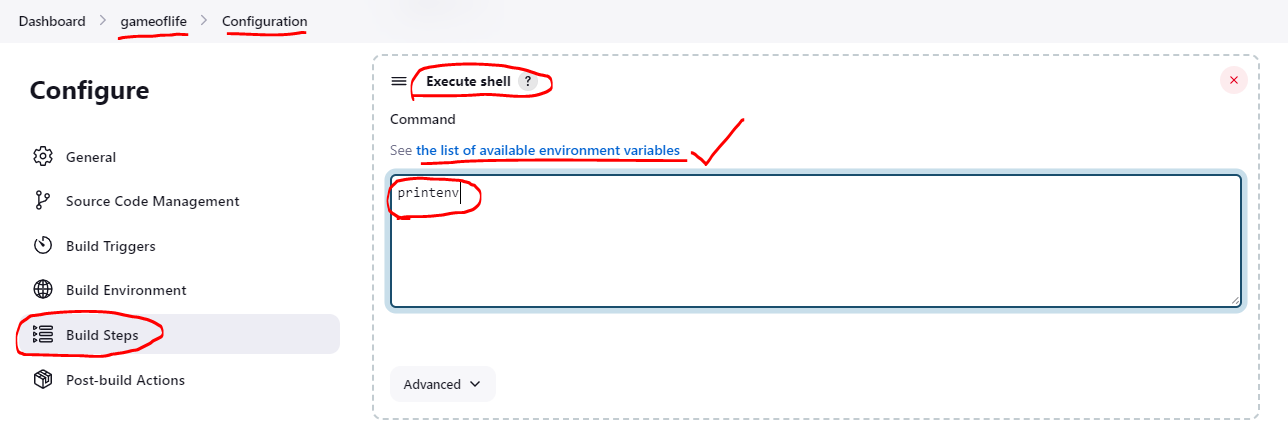 Dashboard > gameoflife > Configuration
Configure
General
Source Code Management
Build Triggers
Build Environment
Build Steps
Post-build Actions
Execute shell ?
Command
See the list of available environment variables
printenv
Advanced